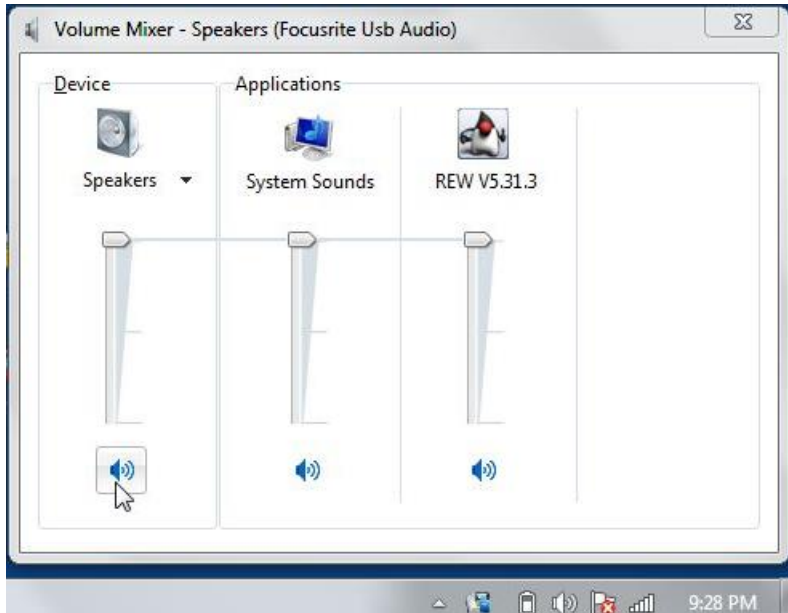 Volume Mixer - Speakers (Focusrite Usb Audio)
Device
Applications
Speakers
System Sounds
REW V5.31.3
9:28 PM